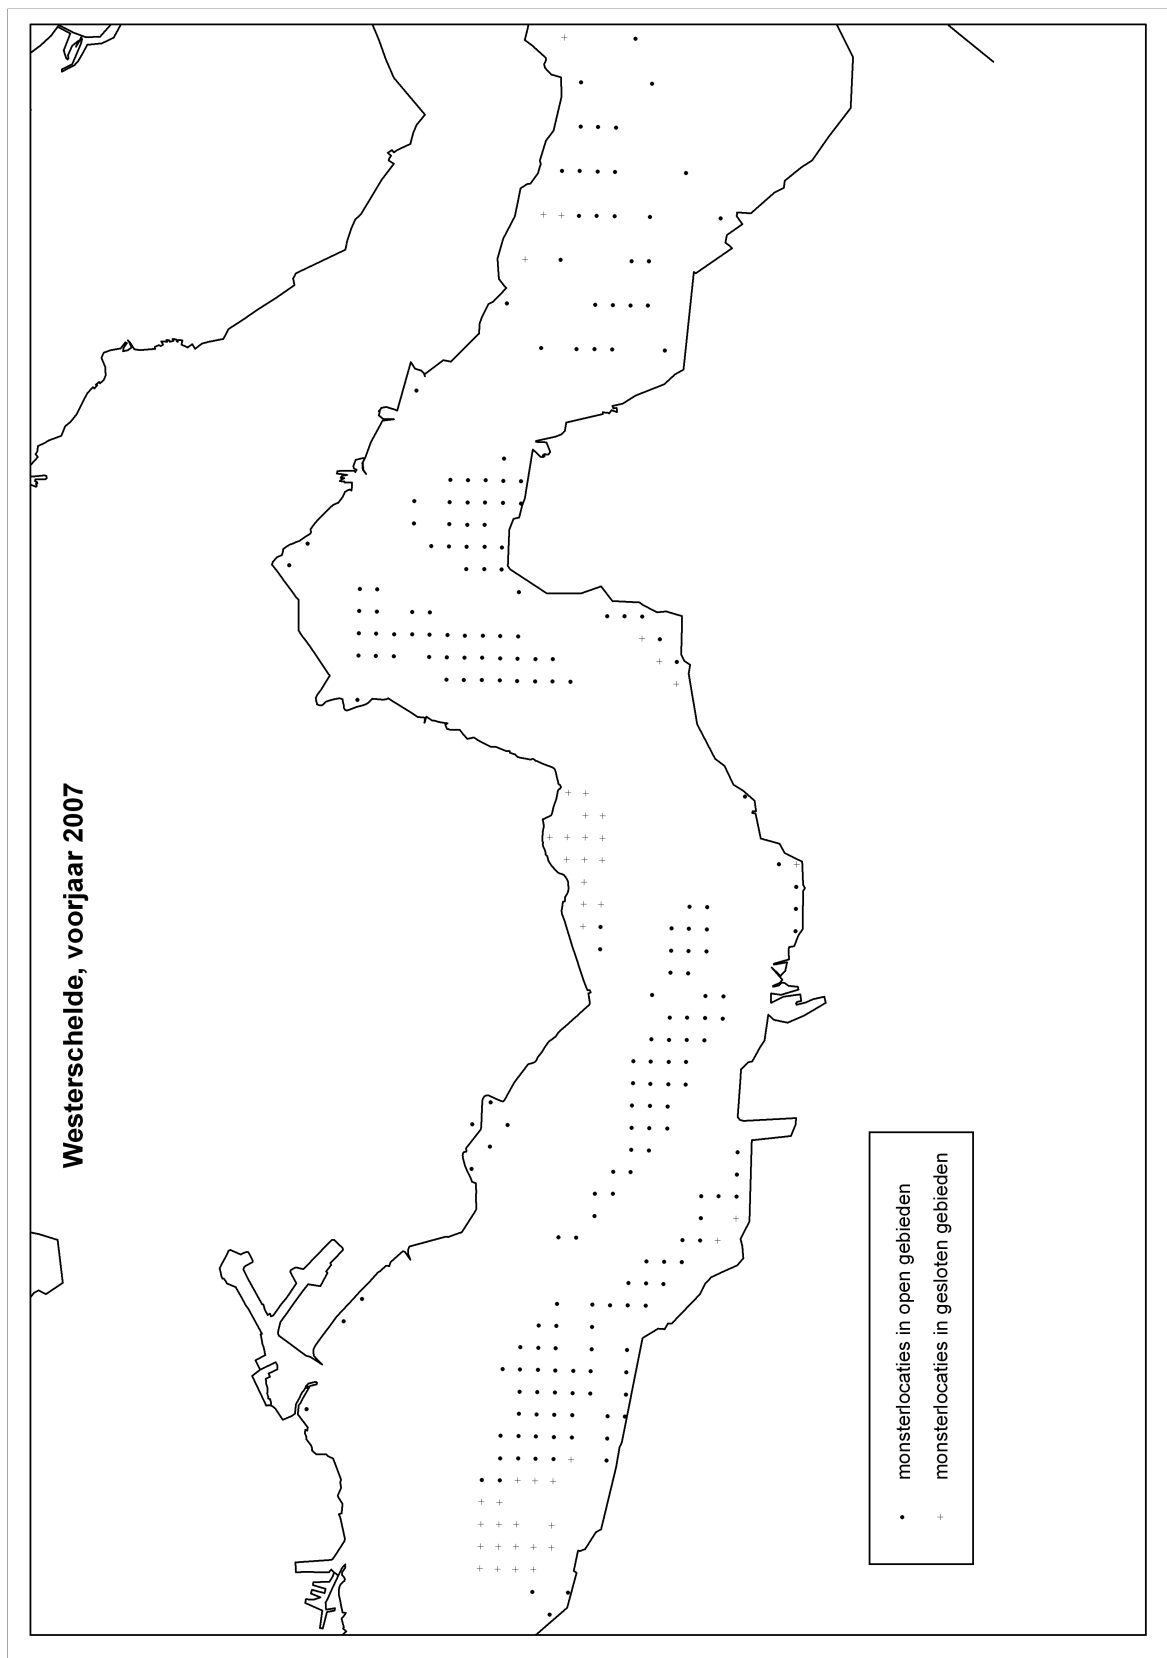 Westerschelde, voorjaar 2007
monsterlocaties in open gebieden
monsterlocaties in gesloten gebieden